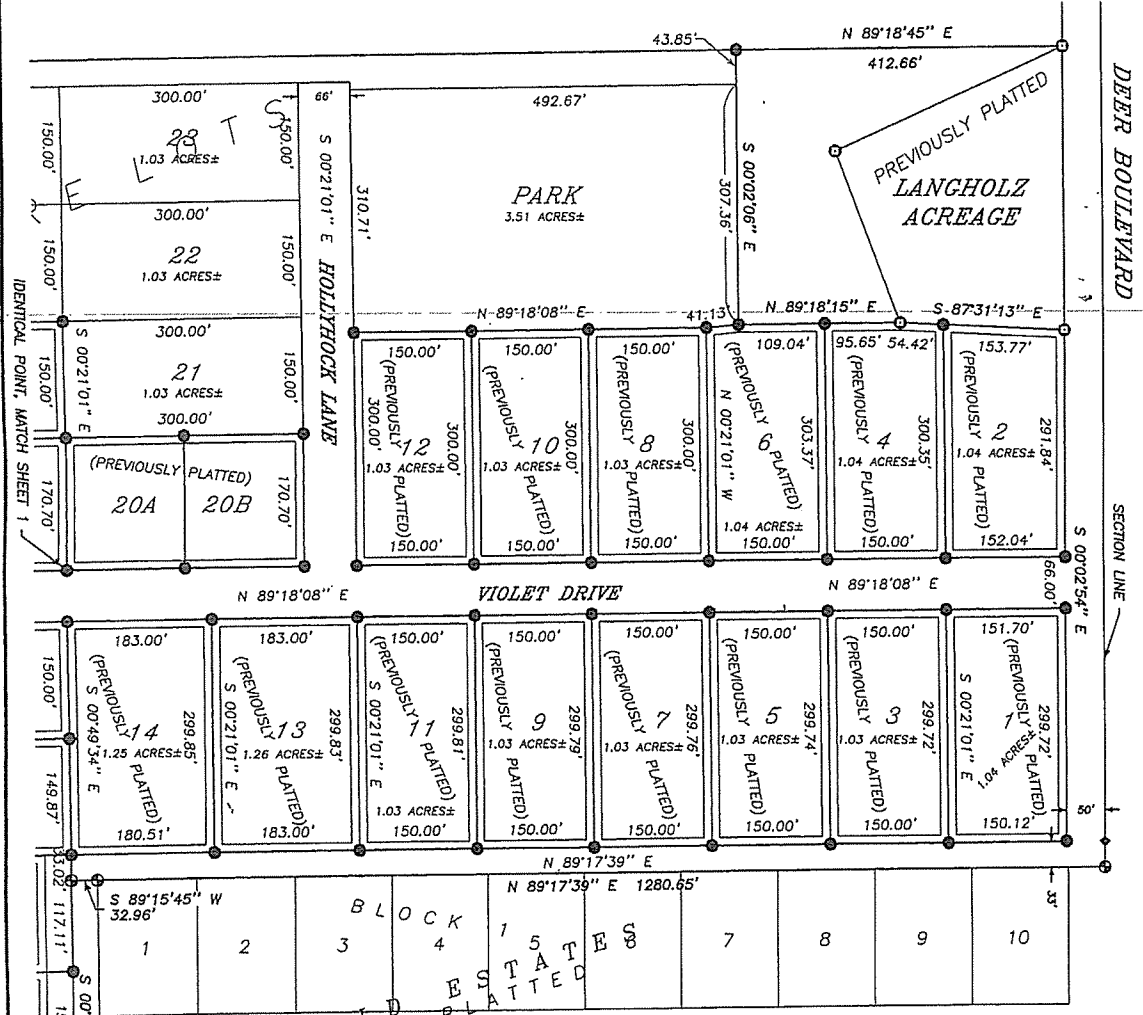 43.85'
N 89°18'45" E
412.66'
DEER BOULEVARD
300.00'
66'
492.67'
PREVIOUSLY PLATTED
LANGHOLZ
ACREAGE
150.00'
23
1.03 ACRES±
150.00'
E L O T S
S 00°21'01" E
HOLLYHOCK LANE
310.71'
PARK
3.51 ACRES±
307.36'
S 00°02'06" E
300.00'
150.00'
22
1.03 ACRES±
150.00'
N 89°18'08" E
41.13'
N 89°18'15" E
S 87°31'13" E
IDENTICAL POINT, MATCH SHEET 1
300.00'
150.00'
S 00°21'01" E
21
1.03 ACRES±
150.00'
300.00'
150.00'
150.00'
150.00'
109.04'
95.65'
54.42'
153.77'
(PREVIOUSLY PLATTED)
300.00'
12
1.03 ACRES±
300.00'
150.00'
(PREVIOUSLY PLATTED)
10
1.03 ACRES±
300.00'
150.00'
(PREVIOUSLY PLATTED)
8
1.03 ACRES±
300.00'
150.00'
N 00°21'01" W
(PREVIOUSLY PLATTED)
6
1.04 ACRES±
303.37'
150.00'
(PREVIOUSLY PLATTED)
4
1.04 ACRES±
300.35'
150.00'
(PREVIOUSLY PLATTED)
2
1.04 ACRES±
291.84'
152.04'
170.70'
(PREVIOUSLY PLATTED)
20A
20B
170.70'
SECTION LINE
S 00°02'54" E
66.00'
N 89°18'08" E
VIOLET DRIVE
N 89°18'08" E
183.00'
183.00'
150.00'
150.00'
150.00'
150.00'
150.00'
151.70'
150.00'
149.87'
(PREVIOUSLY PLATTED)
S 00°49'34" E
14
1.25 ACRES±
299.85'
180.51'
(PREVIOUSLY PLATTED)
S 00°21'01" E
13
1.26 ACRES±
299.83'
183.00'
(PREVIOUSLY PLATTED)
S 00°21'01" E
11
1.03 ACRES±
299.81'
150.00'
(PREVIOUSLY PLATTED)
9
1.03 ACRES±
299.79'
150.00'
(PREVIOUSLY PLATTED)
7
1.03 ACRES±
299.76'
150.00'
(PREVIOUSLY PLATTED)
5
1.03 ACRES±
299.74'
150.00'
(PREVIOUSLY PLATTED)
3
1.03 ACRES±
299.72'
150.00'
S 00°21'01" E
(PREVIOUSLY PLATTED)
1
1.04 ACRES±
299.72'
150.12'
50'
N 89°17'39" E
33.02'
S 89°15'45" W
32.96'
N 89°17'39" E 1280.65'
33'
117.11'
S 00°
BLOCK 1
1
2
3
4
5
7
8
9
10
D ESTATES
PLATTED